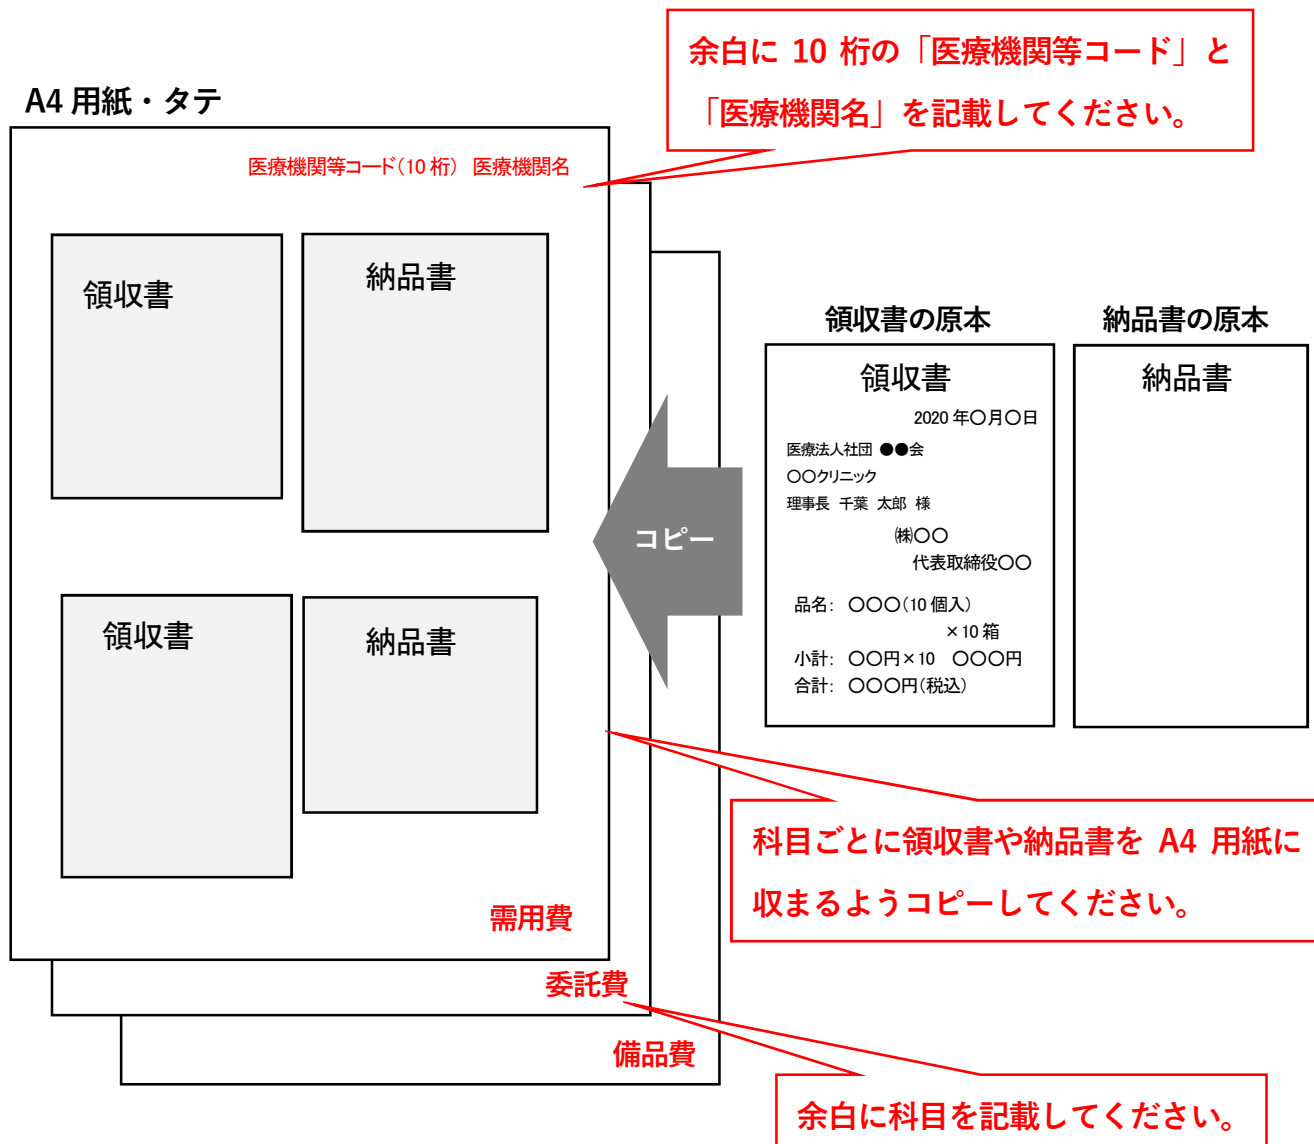 余白に 10 桁の「医療機関等コード」と
「医療機関名」を記載してください。
A4 用紙・タテ
医療機関等コード(10 桁) 医療機関名
領収書
納品書
領収書
納品書
需用費
委託費
備品費
コピー
領収書の原本
領収書
2020 年〇月〇日
医療法人社団 ●●会
〇〇クリニック
理事長 千葉 太郎 様
㈱〇〇
代表取締役〇〇
品名: 〇〇〇(10 個入)
×10 箱
小計: 〇〇円×10 〇〇〇円
合計: 〇〇〇円(税込)
納品書の原本
納品書
科目ごとに領収書や納品書を A4 用紙に
収まるようコピーしてください。
余白に科目を記載してください。